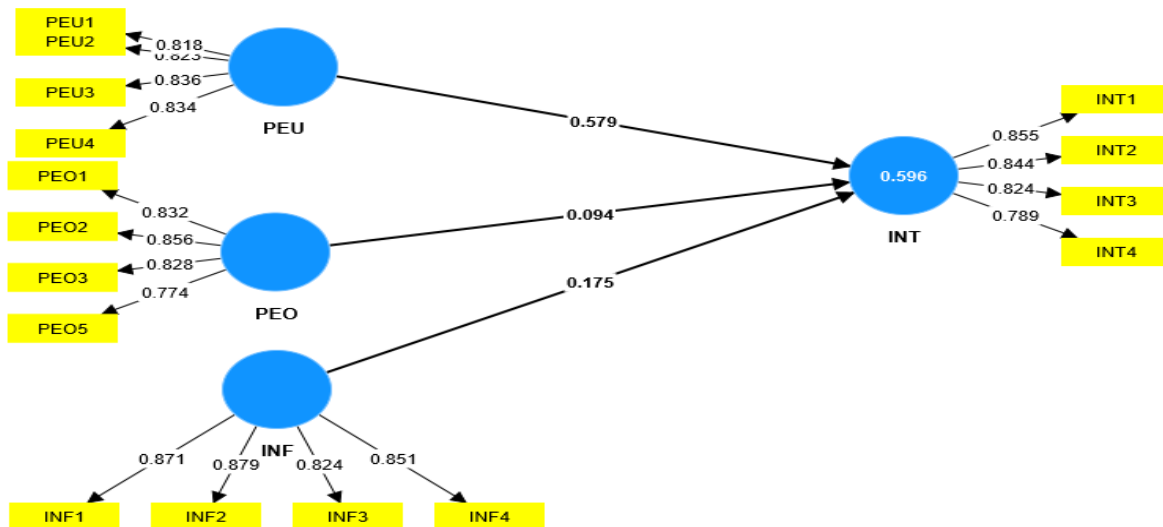 PEU1
PEU2
PEU3
PEU4
0.818
0.823
0.836
0.834
PEU
0.579
PEO1
PEO2
PEO3
PEO5
0.832
0.856
0.828
0.774
PEO
0.094
0.175
INF
0.871
0.879
0.824
0.851
INF1
INF2
INF3
INF4
0.596
INT
0.855
0.844
0.824
0.789
INT1
INT2
INT3
INT4